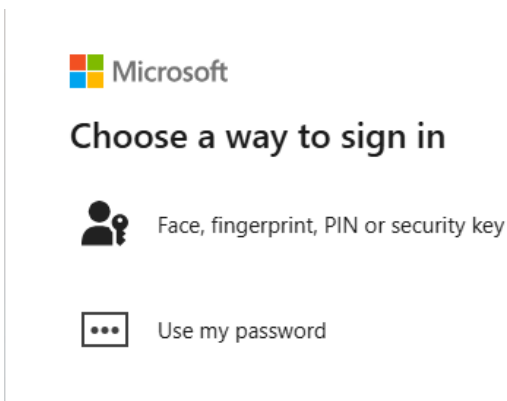 Microsoft
Choose a way to sign in
Face, fingerprint, PIN or security key
Use my password